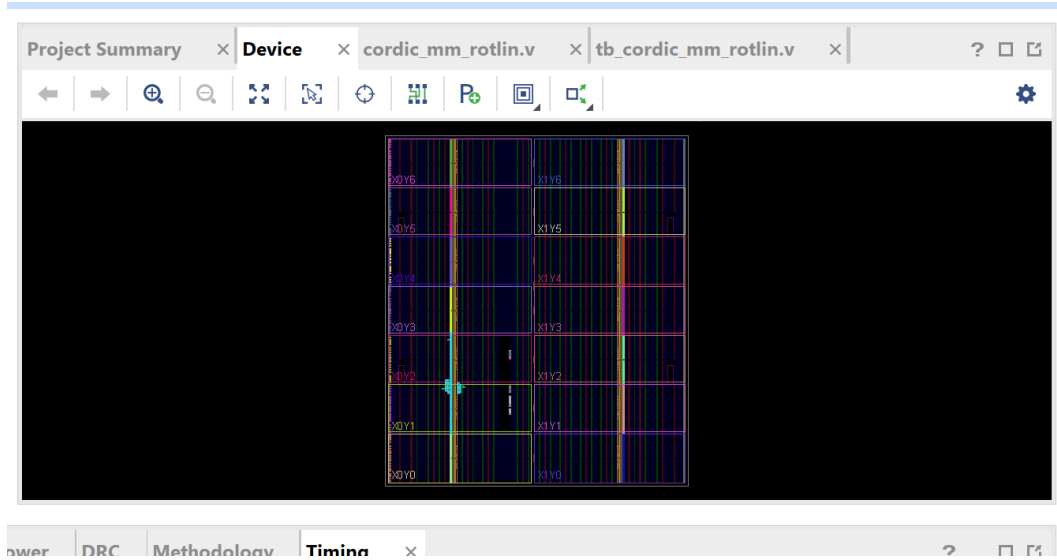 Project Summary × Device × cordic_mm_rotlin.v × tb_cordic_mm_rotlin.v × ?
X0Y6 X1Y6
X0Y5 X1Y5
X0Y4 X1Y4
X0Y3 X1Y3
X0Y2 X1Y2
X0Y1 X1Y1
X0Y0 X1Y0
ower DRC Methodology Timing × ?